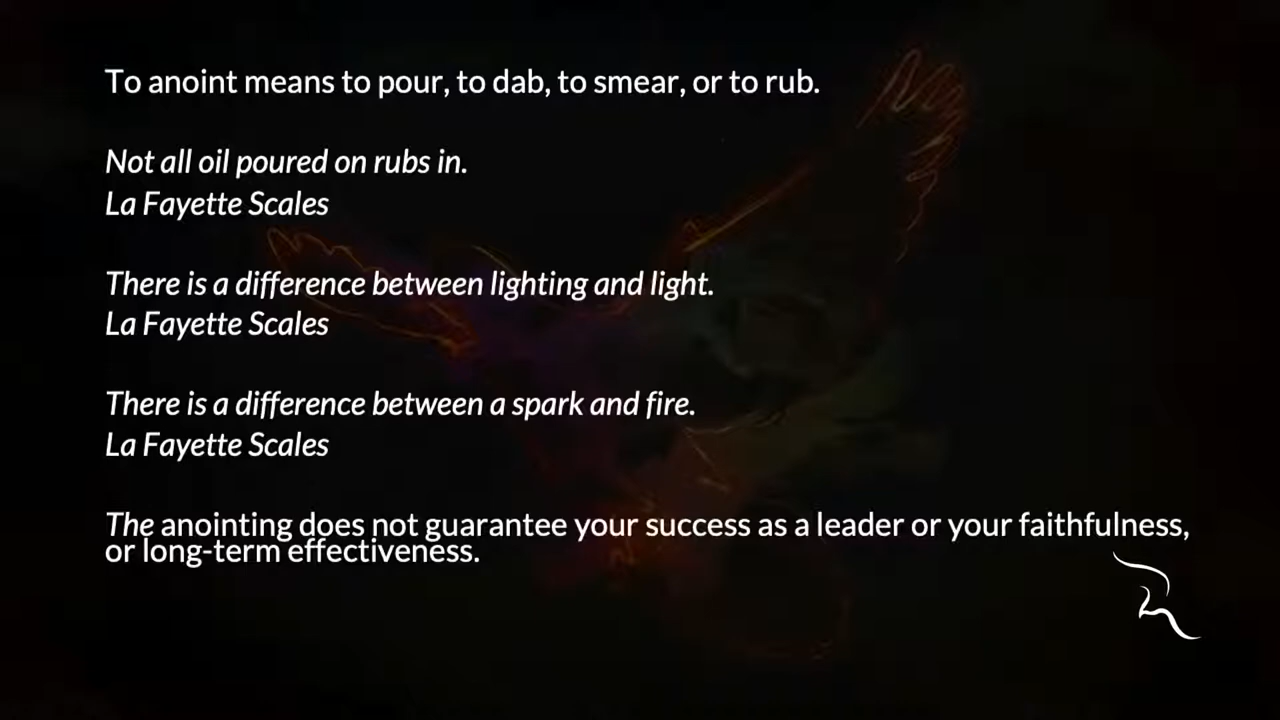 To anoint means to pour, to dab, to smear, or to rub.
Not all oil poured on rubs in.
La Fayette Scales
There is a difference between lighting and light.
La Fayette Scales
There is a difference between a spark and fire.
La Fayette Scales
The anointing does not guarantee your success as a leader or your faithfulness,
or long-term effectiveness.